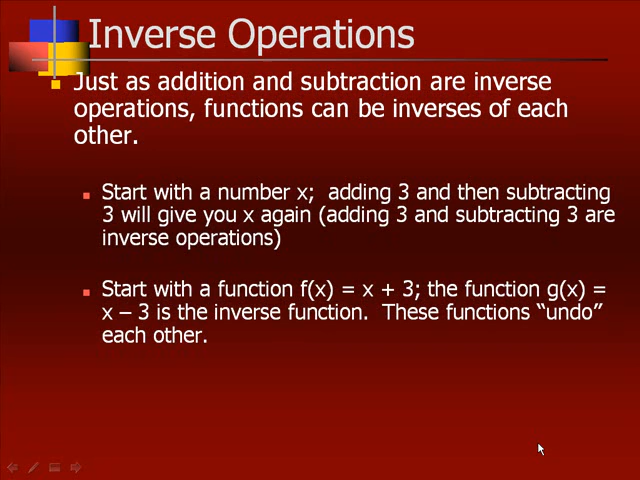 Inverse Operations
Just as addition and subtraction are inverse
operations, functions can be inverses of each
other.
Start with a number x;  adding 3 and then subtracting
3 will give you x again (adding 3 and subtracting 3 are
inverse operations)
Start with a function f(x) = x + 3; the function g(x) =
x – 3 is the inverse function.  These functions “undo”
each other.